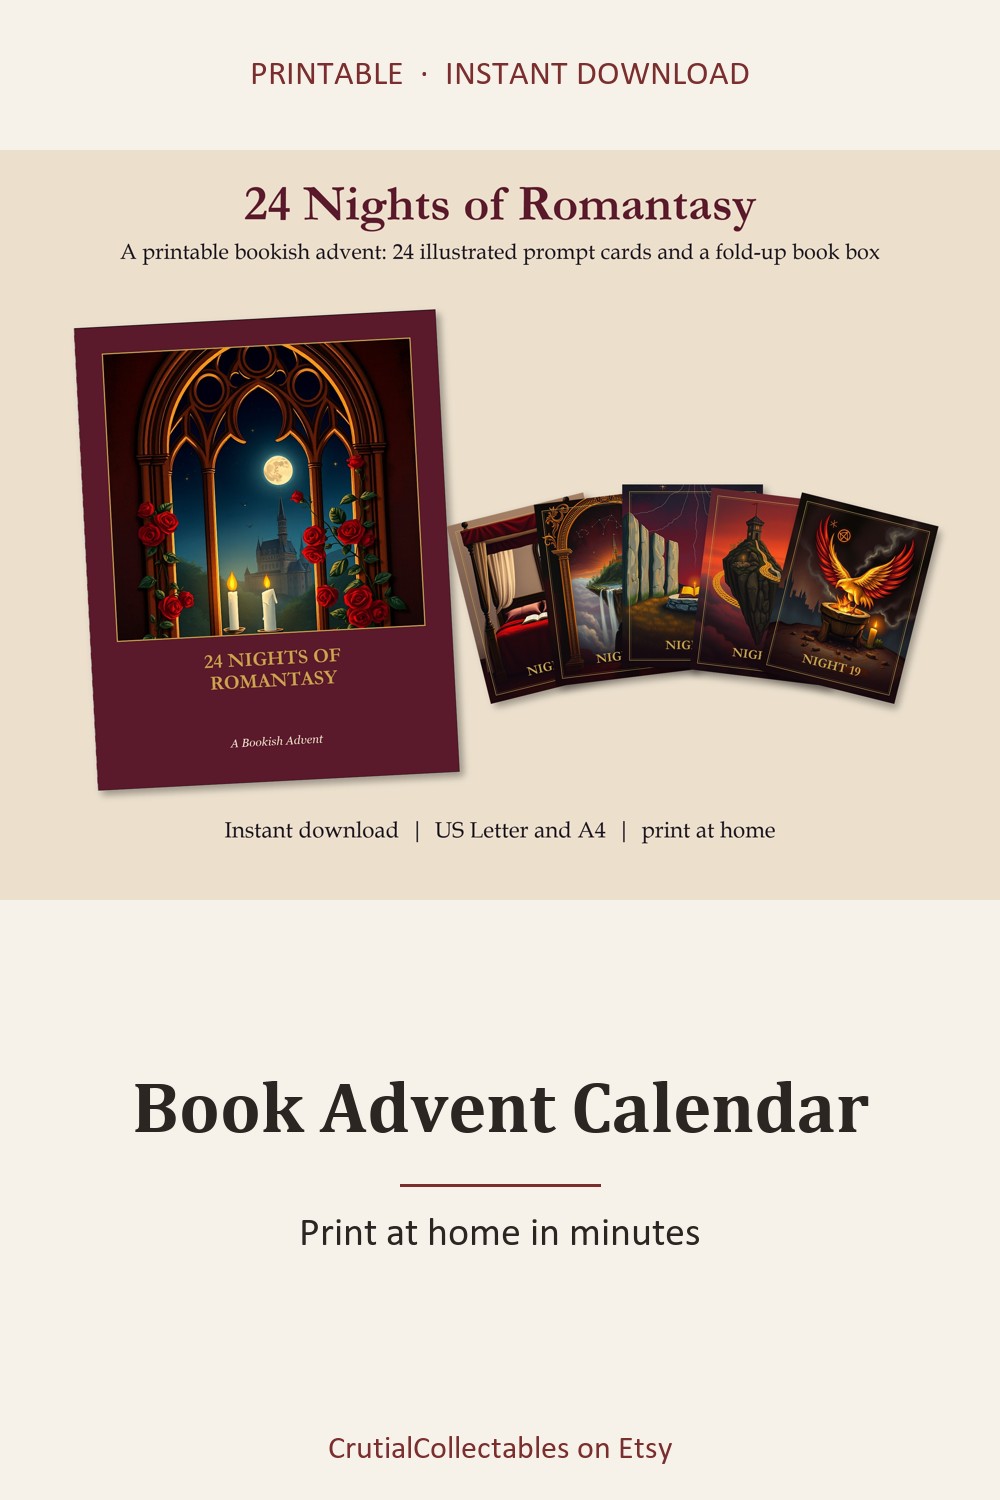 PRINTABLE · INSTANT DOWNLOAD
24 Nights of Romantasy
A printable bookish advent: 24 illustrated prompt cards and a fold-up book box
24 NIGHTS OF
ROMANTASY
A Bookish Advent
NIGHT 19
Instant download | US Letter and A4 | print at home
Book Advent Calendar
Print at home in minutes
CrutialCollectables on Etsy